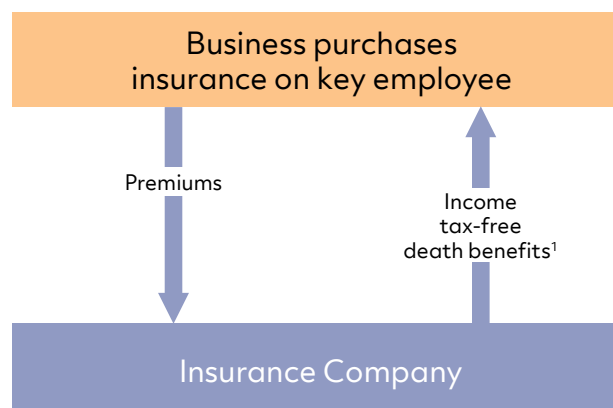 Business purchases
insurance on key employee
Premiums
Income
tax-free
death benefits¹
Insurance Company